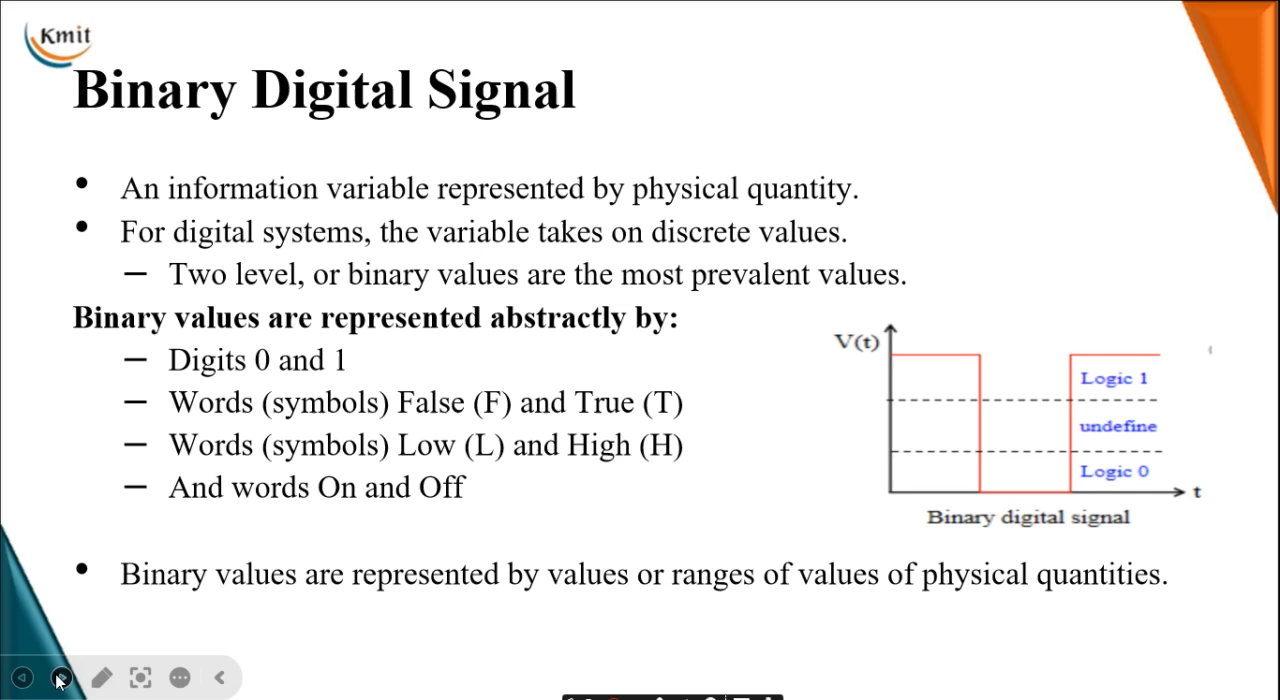 Kmit
Binary Digital Signal
• An information variable represented by physical quantity.
• For digital systems, the variable takes on discrete values.
– Two level, or binary values are the most prevalent values.
Binary values are represented abstractly by:
– Digits 0 and 1
– Words (symbols) False (F) and True (T)
– Words (symbols) Low (L) and High (H)
– And words On and Off
V(t)
Logic 1
undefine
Logic 0
t
Binary digital signal
• Binary values are represented by values or ranges of values of physical quantities.